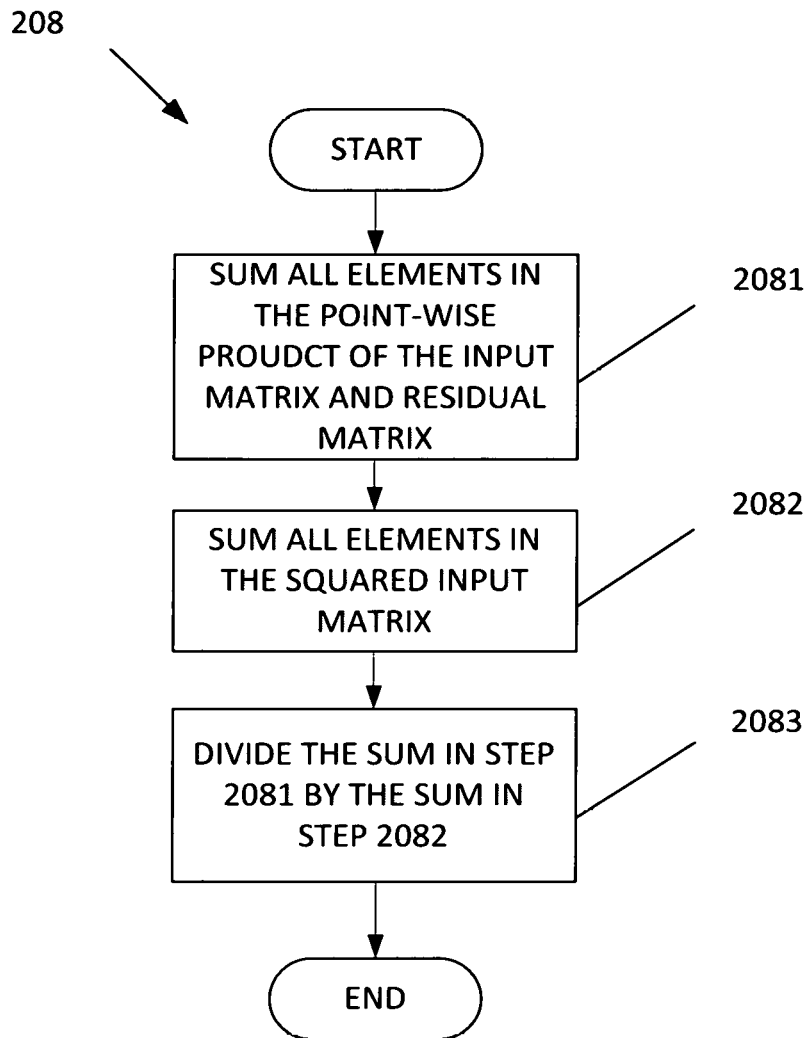 208
START
SUM ALL ELEMENTS IN
THE POINT-WISE
PROUDCT OF THE INPUT
MATRIX AND RESIDUAL
MATRIX
2081
SUM ALL ELEMENTS IN
THE SQUARED INPUT
MATRIX
2082
DIVIDE THE SUM IN STEP
2081 BY THE SUM IN
STEP 2082
2083
END